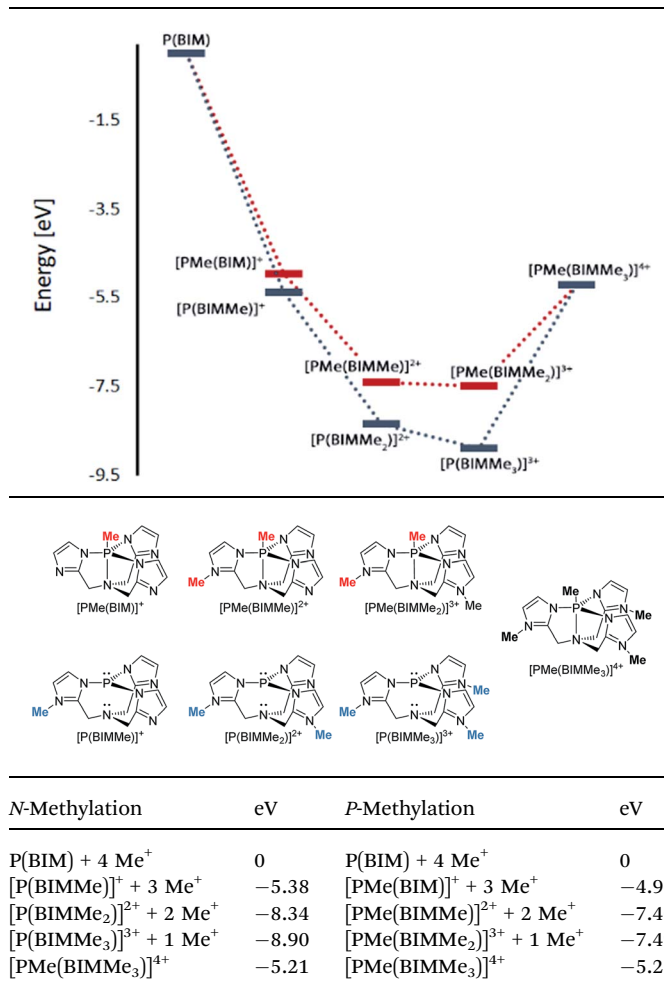 P(BIM)
-1.5
-3.5
-5.5
-7.5
-9.5
Energy [eV]
[PMe(BIM)]⁺
[P(BIMMe)]⁺
[PMe(BIMMe₃)]⁴⁺
[PMe(BIMMe)]²⁺
[PMe(BIMMe₂)]³⁺
[P(BIMMe₂)]²⁺
[P(BIMMe₃)]³⁺
Me
N
N
P
N
N
N
N
N
[PMe(BIM)]⁺
Me
N
N
P
N
N
N
N
N
Me
[PMe(BIMMe)]²⁺
Me
N
N
P
N
N
N
N
N
Me
Me
[PMe(BIMMe₂)]³⁺
Me
N
N
P
N
N
N
N
N
Me
Me
Me
[PMe(BIMMe₃)]⁴⁺
N
N
P
N
N
N
N
N
Me
[P(BIMMe)]⁺
N
N
P
N
N
N
N
N
Me
Me
[P(BIMMe₂)]²⁺
N
N
P
N
N
N
N
N
Me
Me
Me
[P(BIMMe₃)]³⁺
N-Methylation eV P-Methylation eV
P(BIM) + 4 Me⁺ 0 P(BIM) + 4 Me⁺ 0
[P(BIMMe)]⁺ + 3 Me⁺ −5.38 [PMe(BIM)]⁺ + 3 Me⁺ −4.9
[P(BIMMe₂)]²⁺ + 2 Me⁺ −8.34 [PMe(BIMMe)]²⁺ + 2 Me⁺ −7.4
[P(BIMMe₃)]³⁺ + 1 Me⁺ −8.90 [PMe(BIMMe₂)]³⁺ + 1 Me⁺ −7.4
[PMe(BIMMe₃)]⁴⁺ −5.21 [PMe(BIMMe₃)]⁴⁺ −5.2